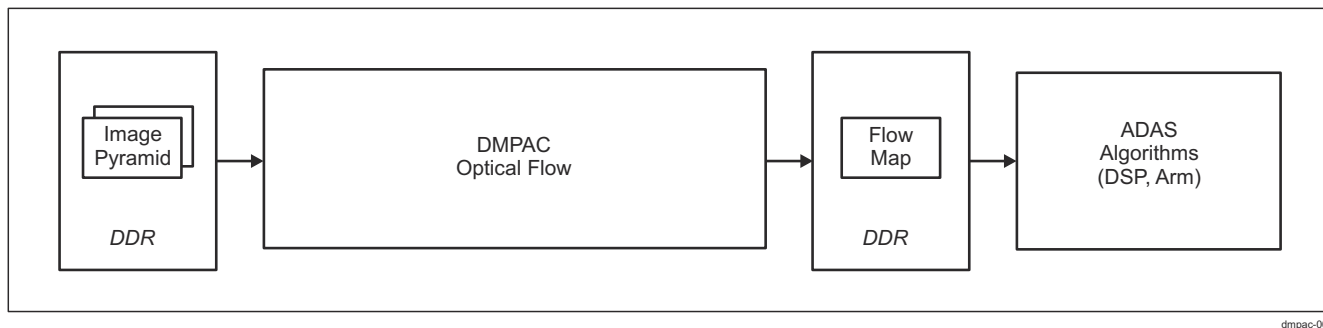 Image
Pyramid
DDR
DMPAC
Optical Flow
Flow
Map
DDR
ADAS
Algorithms
(DSP, Arm)